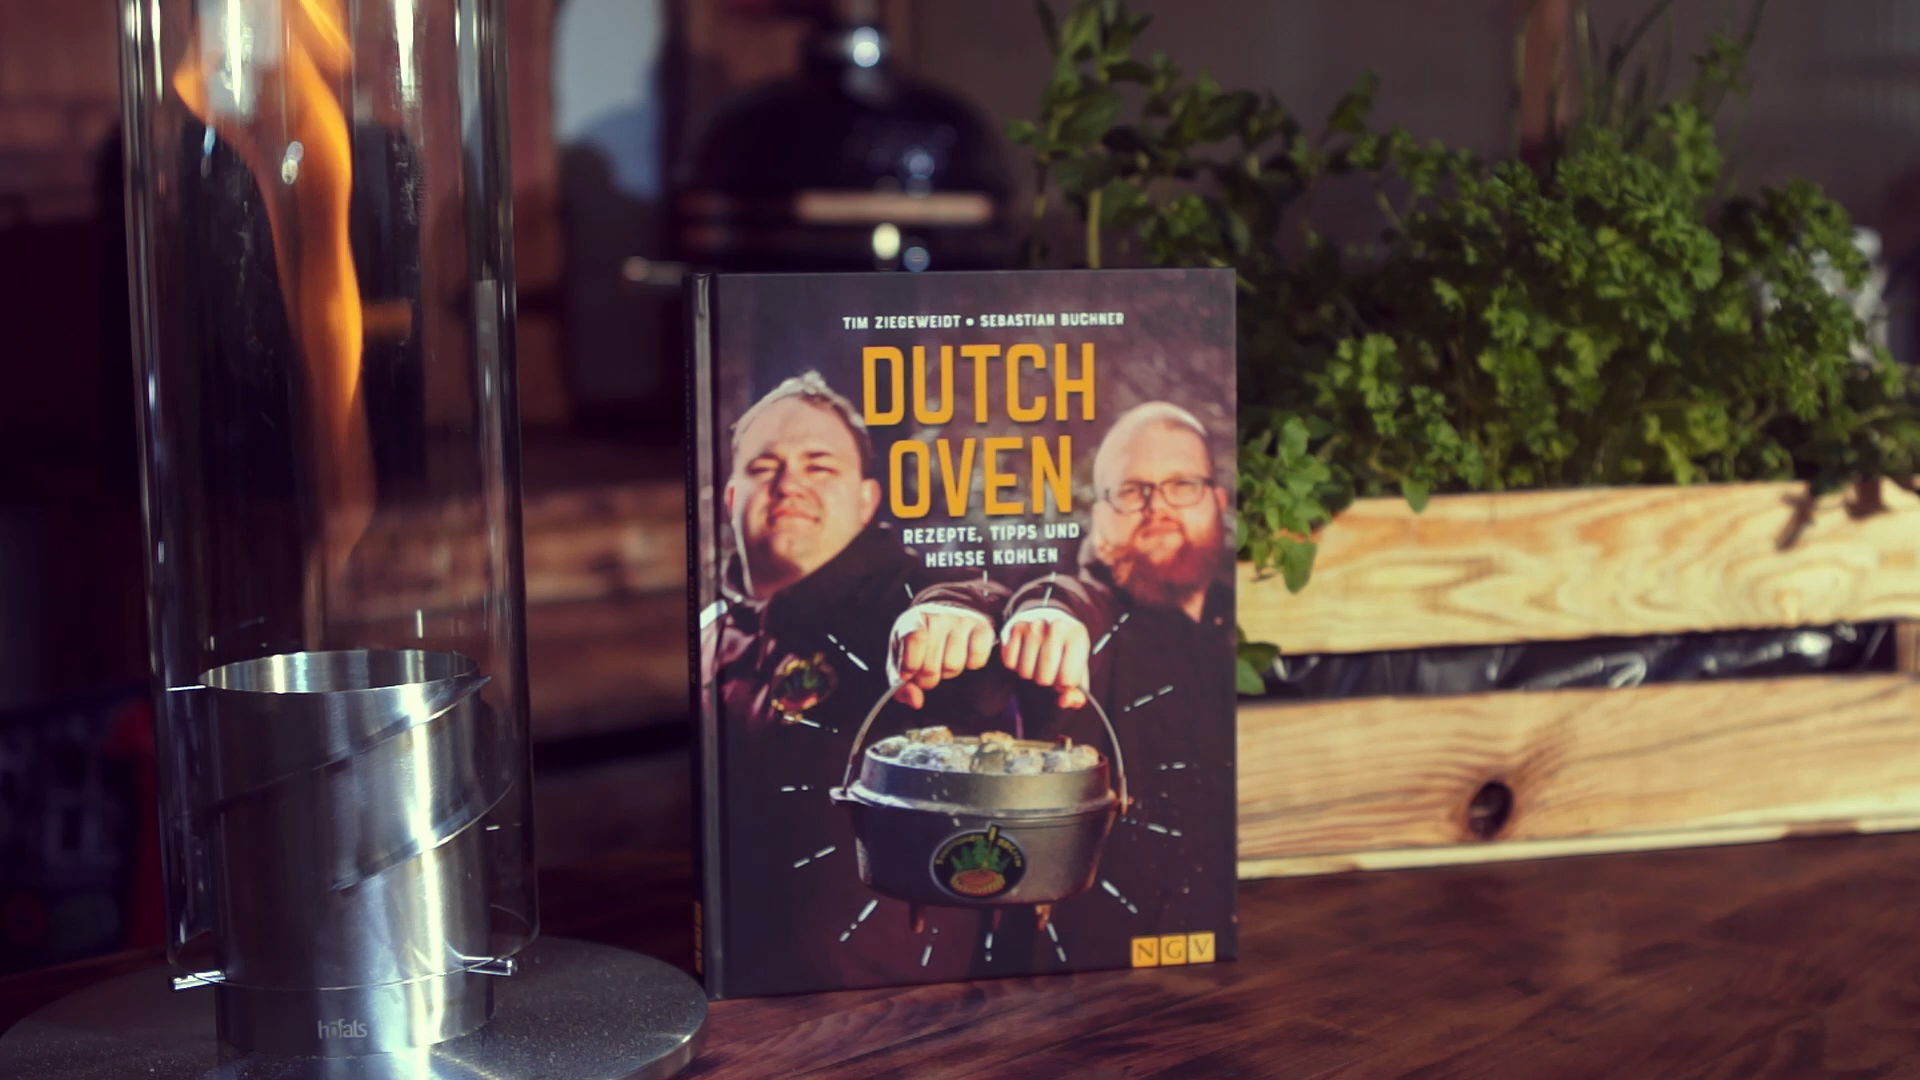 TIM ZIEGEWEIDT • SEBASTIAN BUCHNER
DUTCH
OVEN
REZEPTE, TIPPS UND
HEISSE KOHLEN
NGV
höfats